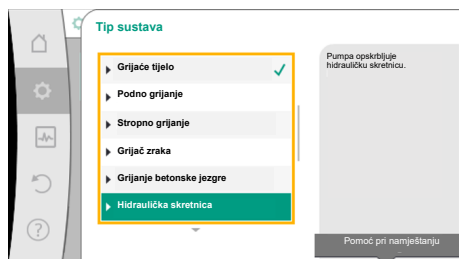 Tip sustava
Grijaće tijelo
Podno grijanje
Stropno grijanje
Grijač zraka
Grijanje betonske jezgre
Hidraulička skretnica
Pumpa opskrbljuje
hidrauličku skretnicu.
Pomoć pri namještanju